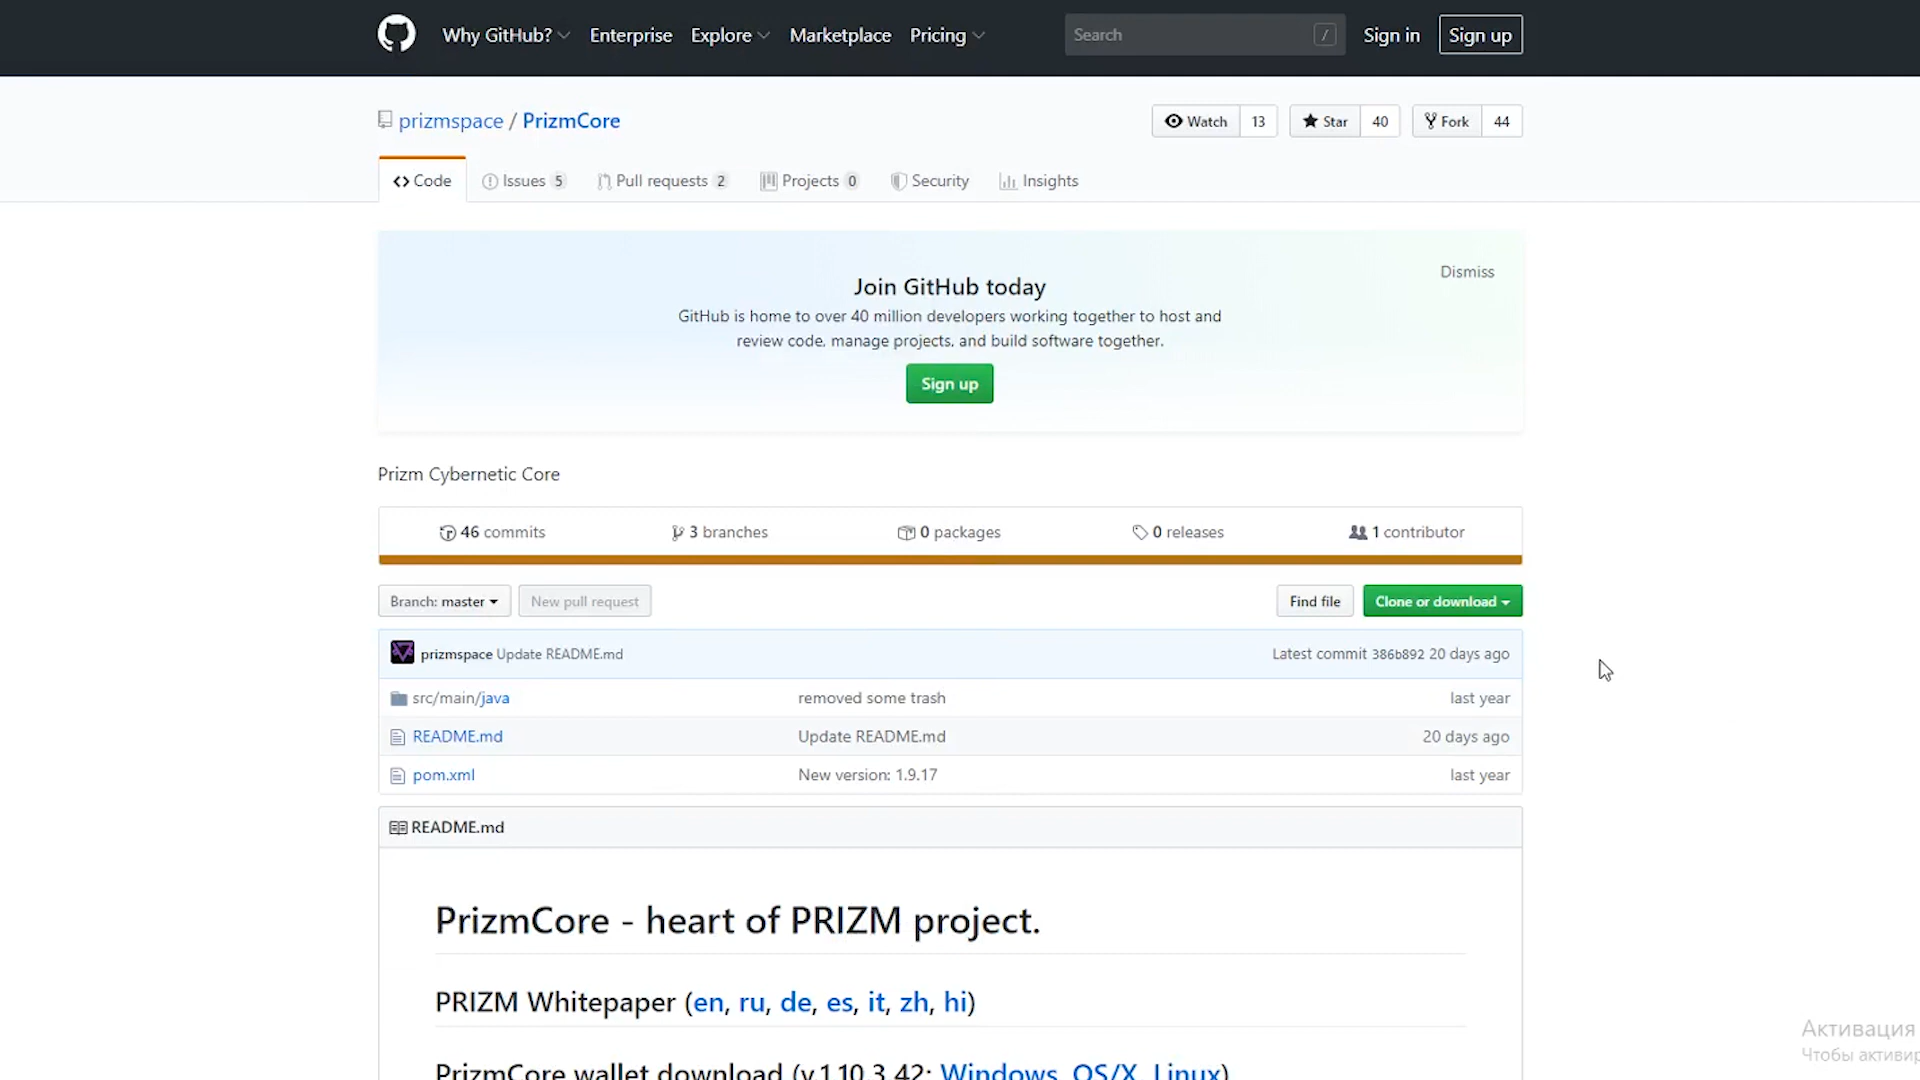 Why GitHub? Enterprise Explore Marketplace Pricing Search / Sign in Sign up
prizmspace / PrizmCore Watch 13 Star 40 Fork 44
Code Issues 5 Pull requests 2 Projects 0 Security Insights
Dismiss
Join GitHub today
GitHub is home to over 40 million developers working together to host and
review code, manage projects, and build software together.
Sign up
Prizm Cybernetic Core
46 commits 3 branches 0 packages 0 releases 1 contributor
Branch: master New pull request Find file Clone or download
prizmspace Update README.md Latest commit 386b892 20 days ago
src/main/java removed some trash last year
README.md Update README.md 20 days ago
pom.xml New version: 1.9.17 last year
README.md
PrizmCore - heart of PRIZM project.
PRIZM Whitepaper (en, ru, de, es, it, zh, hi)
PrizmCore wallet download (v.1.10.3.42: Windows, OS/X, Linux)
Активация
Чтобы активир